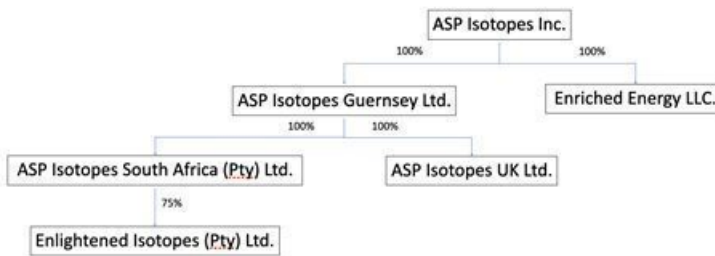 ASP Isotopes Inc.
100%
100%
ASP Isotopes Guernsey Ltd.
Enriched Energy LLC.
100%
100%
ASP Isotopes South Africa (Pty) Ltd.
ASP Isotopes UK Ltd.
75%
Enlightened Isotopes (Pty) Ltd.